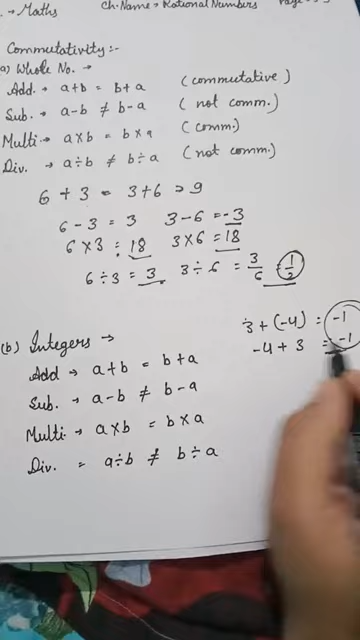 → Maths Ch.Name → Rational Numbers Page
Commutativity :-
(a) Whole No. →
Add. → a+b = b+a (commutative)
Sub. → a-b ≠ b-a (not comm.)
Multi → a×b = b×a (comm.)
Div. → a÷b ≠ b÷a (not comm.)
6 + 3 = 3+6 = 9
6 - 3 = 3 3-6 = -3
6 × 3 = 18 3×6 = 18
6 ÷ 3 = 3 3 ÷ 6 = 3/6 = 1/2
3 + (-4) = -1
-4 + 3 = -1
(b) Integers →
Add → a+b = b+a
Sub. → a-b ≠ b-a
Multi → a×b = b×a
Div. = a÷b ≠ b÷a